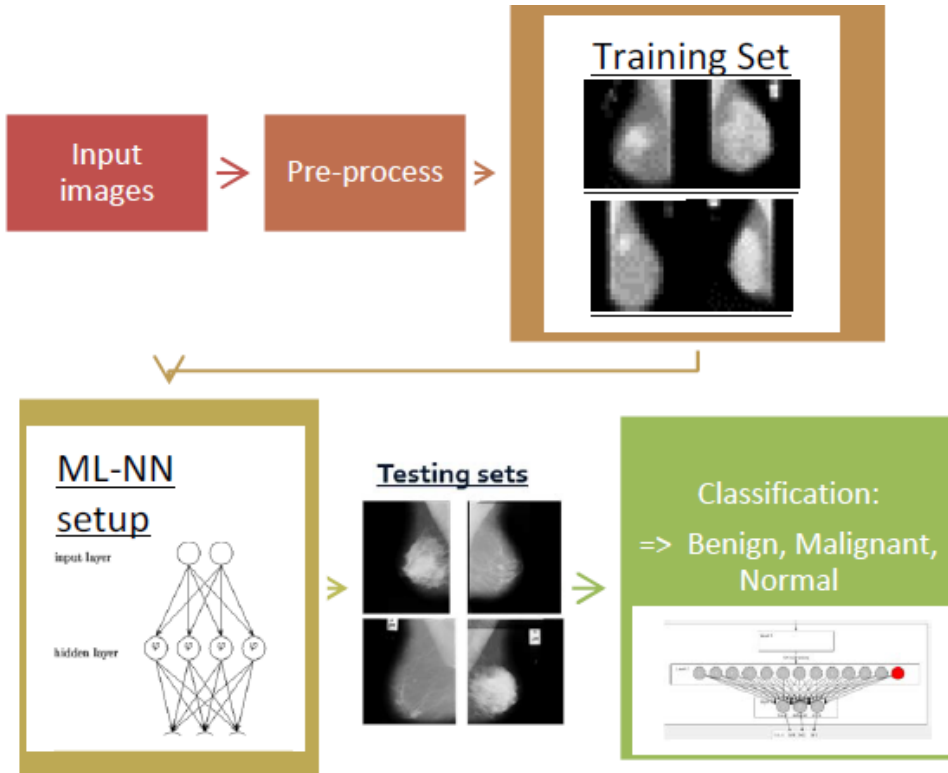 Training Set
Input
images
Pre-process
ML-NN
setup
input layer
hidden layer
φ φ φ φ
Testing sets
Classification:
=> Benign, Malignant,
Normal